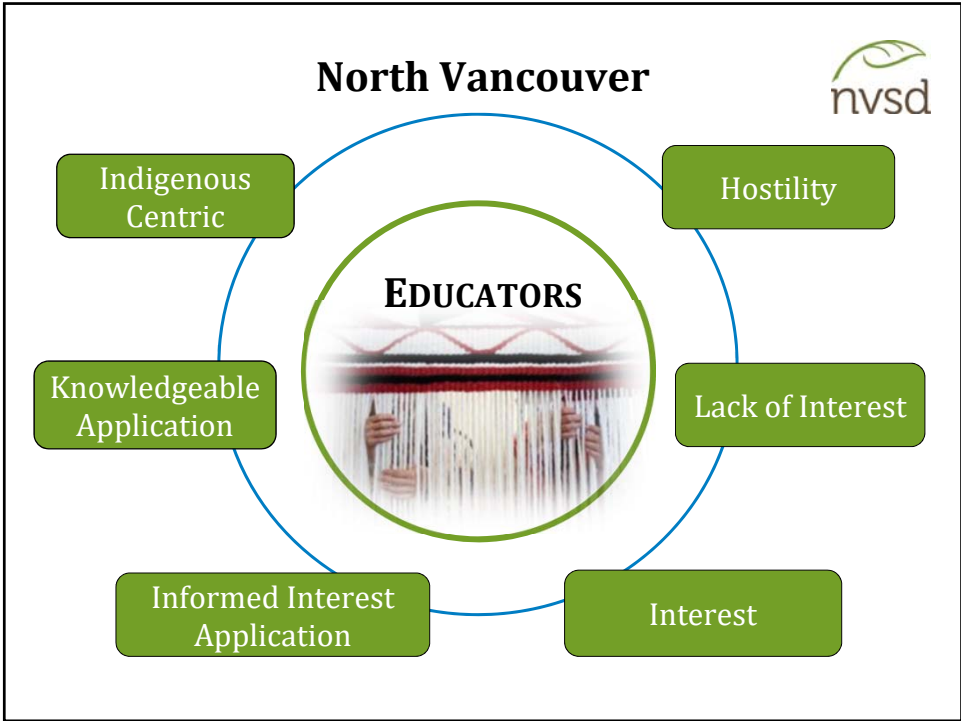 North Vancouver
nvsd
Indigenous
Centric
Hostility
EDUCATORS
Knowledgeable
Application
Lack of Interest
Informed Interest
Application
Interest